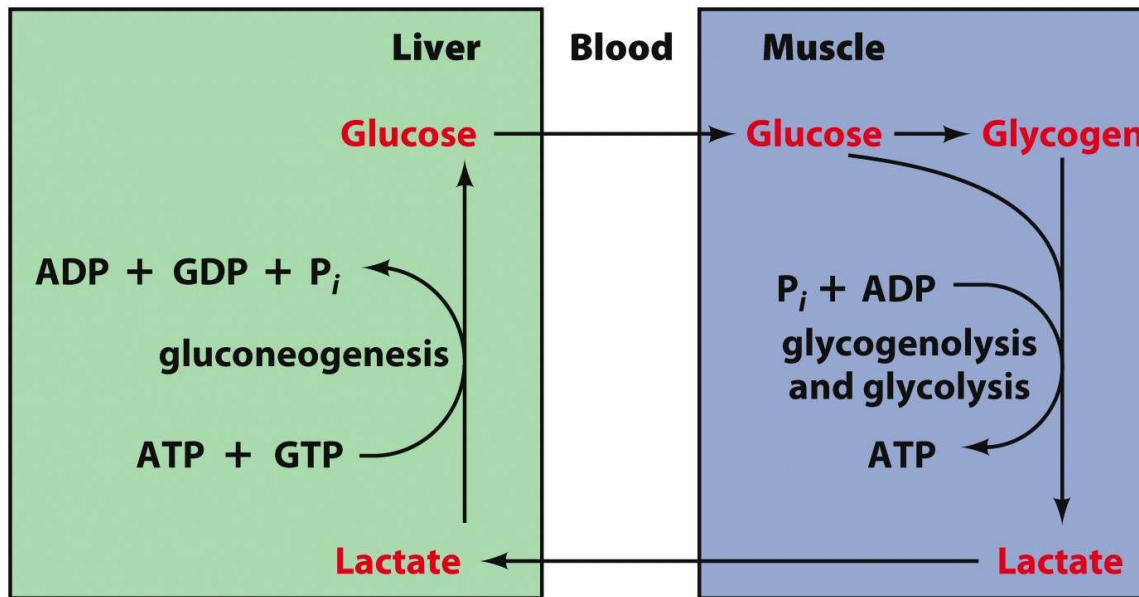 Liver Blood Muscle
Glucose Glucose Glycogen
ADP + GDP + Pi
Pi + ADP
gluconeogenesis
glycogenolysis
and glycolysis
ATP + GTP
ATP
Lactate Lactate